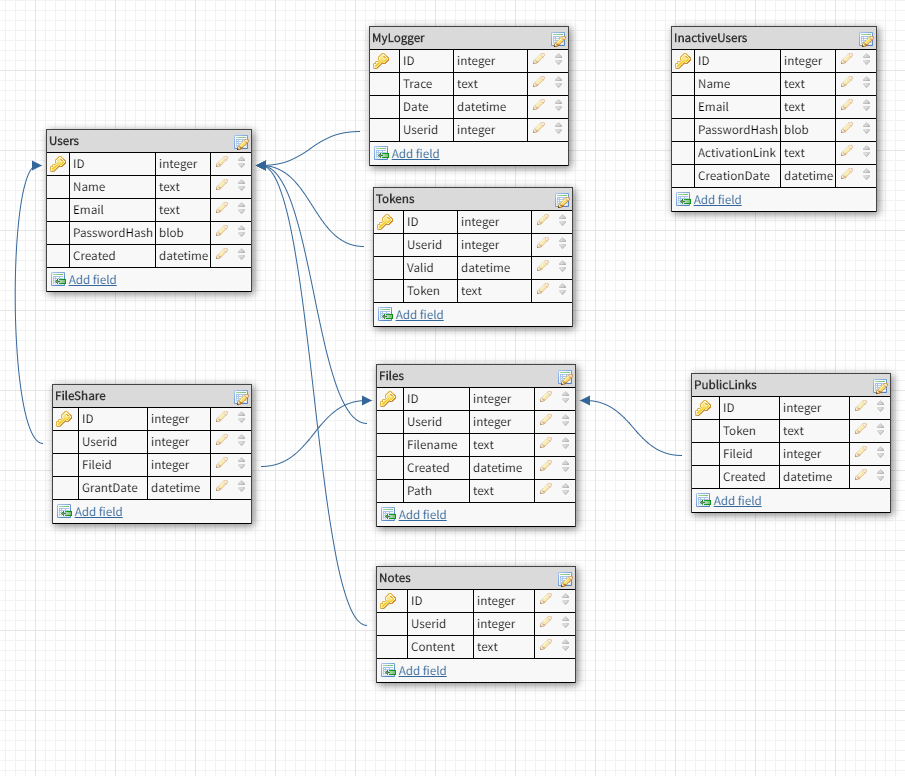 MyLogger
ID integer
Trace text
Date datetime
Userid integer
Add field
InactiveUsers
ID integer
Name text
Email text
PasswordHash blob
ActivationLink text
CreationDate datetime
Add field
Users
ID integer
Name text
Email text
PasswordHash blob
Created datetime
Add field
Tokens
ID integer
Userid integer
Valid datetime
Token text
Add field
FileShare
ID integer
Userid integer
Fileid integer
GrantDate datetime
Add field
Files
ID integer
Userid integer
Filename text
Created datetime
Path text
Add field
PublicLinks
ID integer
Token text
Fileid integer
Created datetime
Add field
Notes
ID integer
Userid integer
Content text
Add field